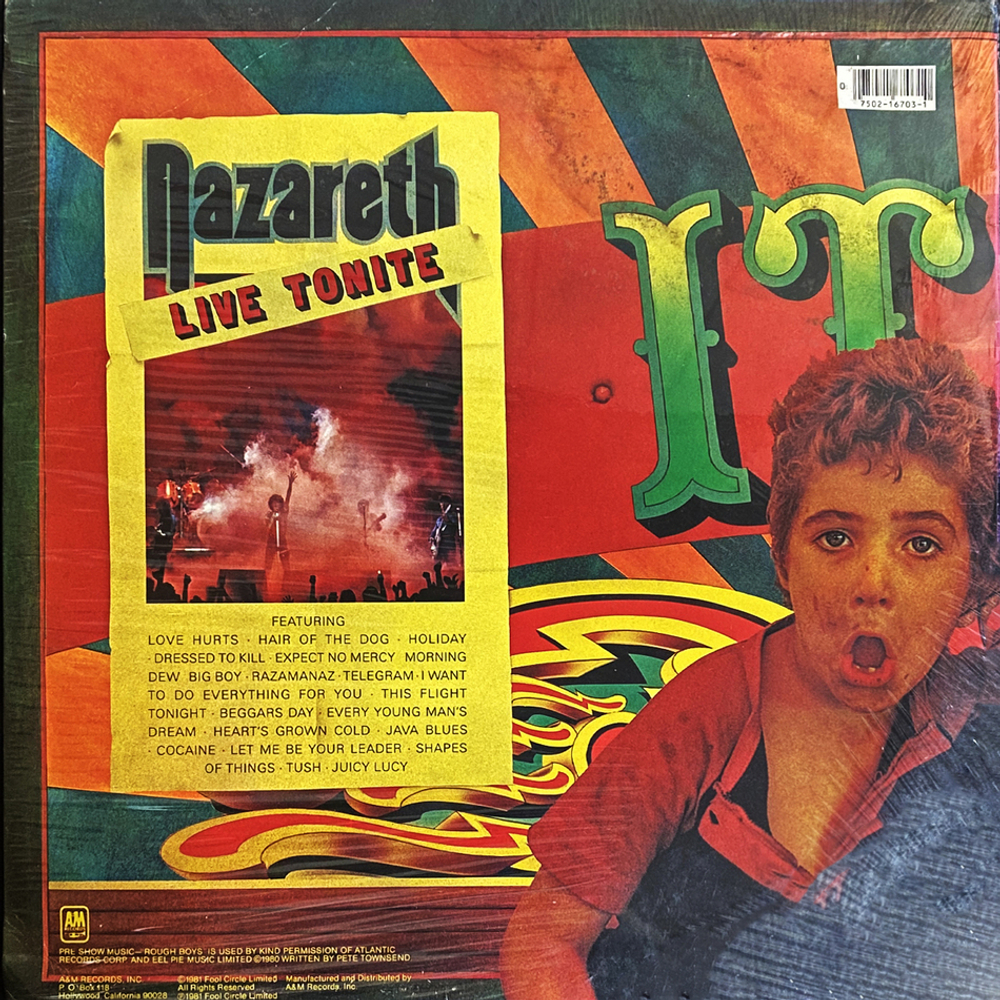 0
7502-16703-1
nazareth
LIVE TONITE
IT
FEATURING
LOVE HURTS · HAIR OF THE DOG · HOLIDAY
· DRESSED TO KILL · EXPECT NO MERCY MORNING
DEW BIG BOY · RAZAMANAZ · TELEGRAM · I WANT
TO DO EVERYTHING FOR YOU · THIS FLIGHT
TONIGHT · BEGGARS DAY · EVERY YOUNG MAN'S
DREAM · HEART'S GROWN COLD · JAVA BLUES
· COCAINE · LET ME BE YOUR LEADER · SHAPES
OF THINGS · TUSH · JUICY LUCY
A&M
RECORDS
PRE SHOW MUSIC— ROUGH BOYS' IS USED BY KIND PERMISSION OF ATLANTIC
RECORDS CORP AND EEL PIE MUSIC LIMITED ©1980 WRITTEN BY PETE TOWNSEND
A&M RECORDS, INC.
P. O. Box 118
Hollywood, California 90028
©1981 Fool Circle Limited
All Rights Reserved
℗1981 Fool Circle Limited
Manufactured and Distributed by
A&M Records, Inc.